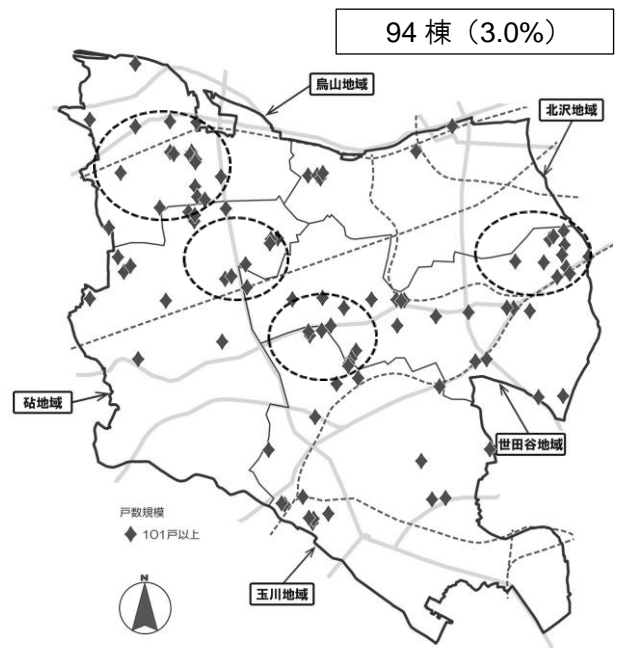 94 棟（3.0%）
烏山地域
北沢地域
砧地域
世田谷地域
戸数規模
101戸以上
N
玉川地域